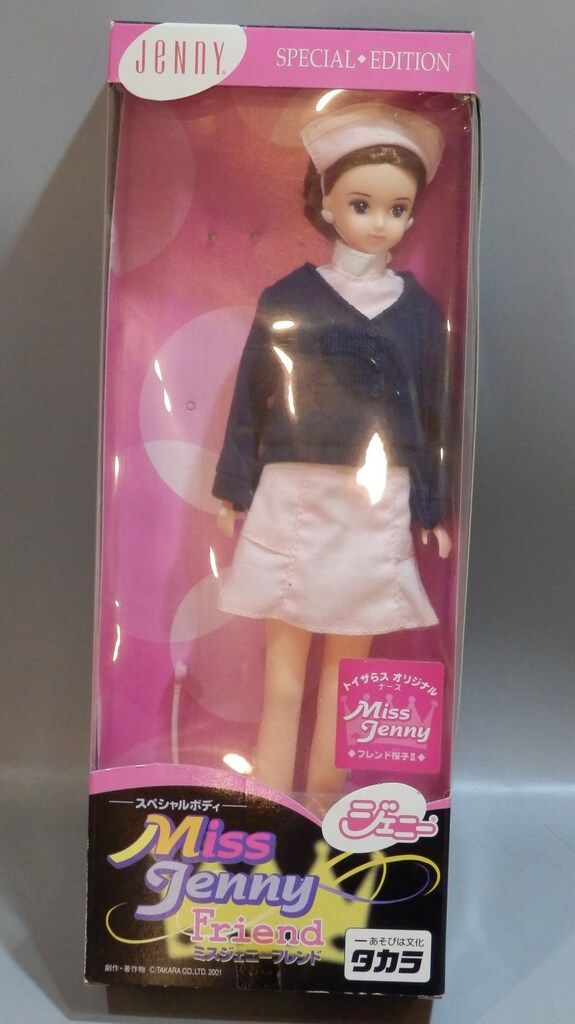 JeNNY®
SPECIAL◆EDITION
トイザらス オリジナル
ナース
Miss
Jenny
◆フレンド桜子Ⅱ◆
スペシャルボディ
ジェニー
Miss
Jenny
Friend
ミスジェニーフレンド
創作・著作物 ©TAKARA CO.,LTD. 2001
ーあそびは文化
タカラ